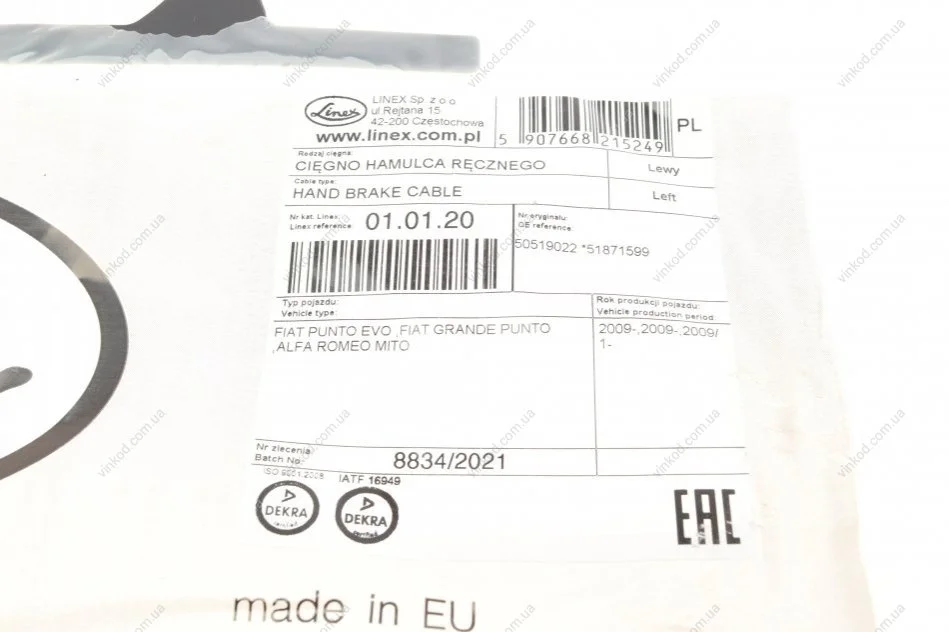 Linex
LINEX Sp. z o.o
ul Rejtana 15
42-200 Częstochowa
www.linex.com.pl
5 907668 215249
PL
Rodzaj cięgna:
CIĘGNO HAMULCA RĘCZNEGO
Lewy
Cable type:
HAND BRAKE CABLE
Left
Nr kat. Linex:
Linex reference:
01.01.20
Nr oryginału:
OE reference:
50519022 *51871599
Typ pojazdu:
Vehicle type:
Rok produkcji pojazdu:
Vehicle production period:
FIAT PUNTO EVO ,FIAT GRANDE PUNTO
,ALFA ROMEO MITO
2009-,2009-,2009/
1-
Nr zlecenia:
Batch No:
8834/2021
ISO 9001:2008
IATF 16949
DEKRA
DEKRA
certified
EAC
made in EU
vinkod.com.ua